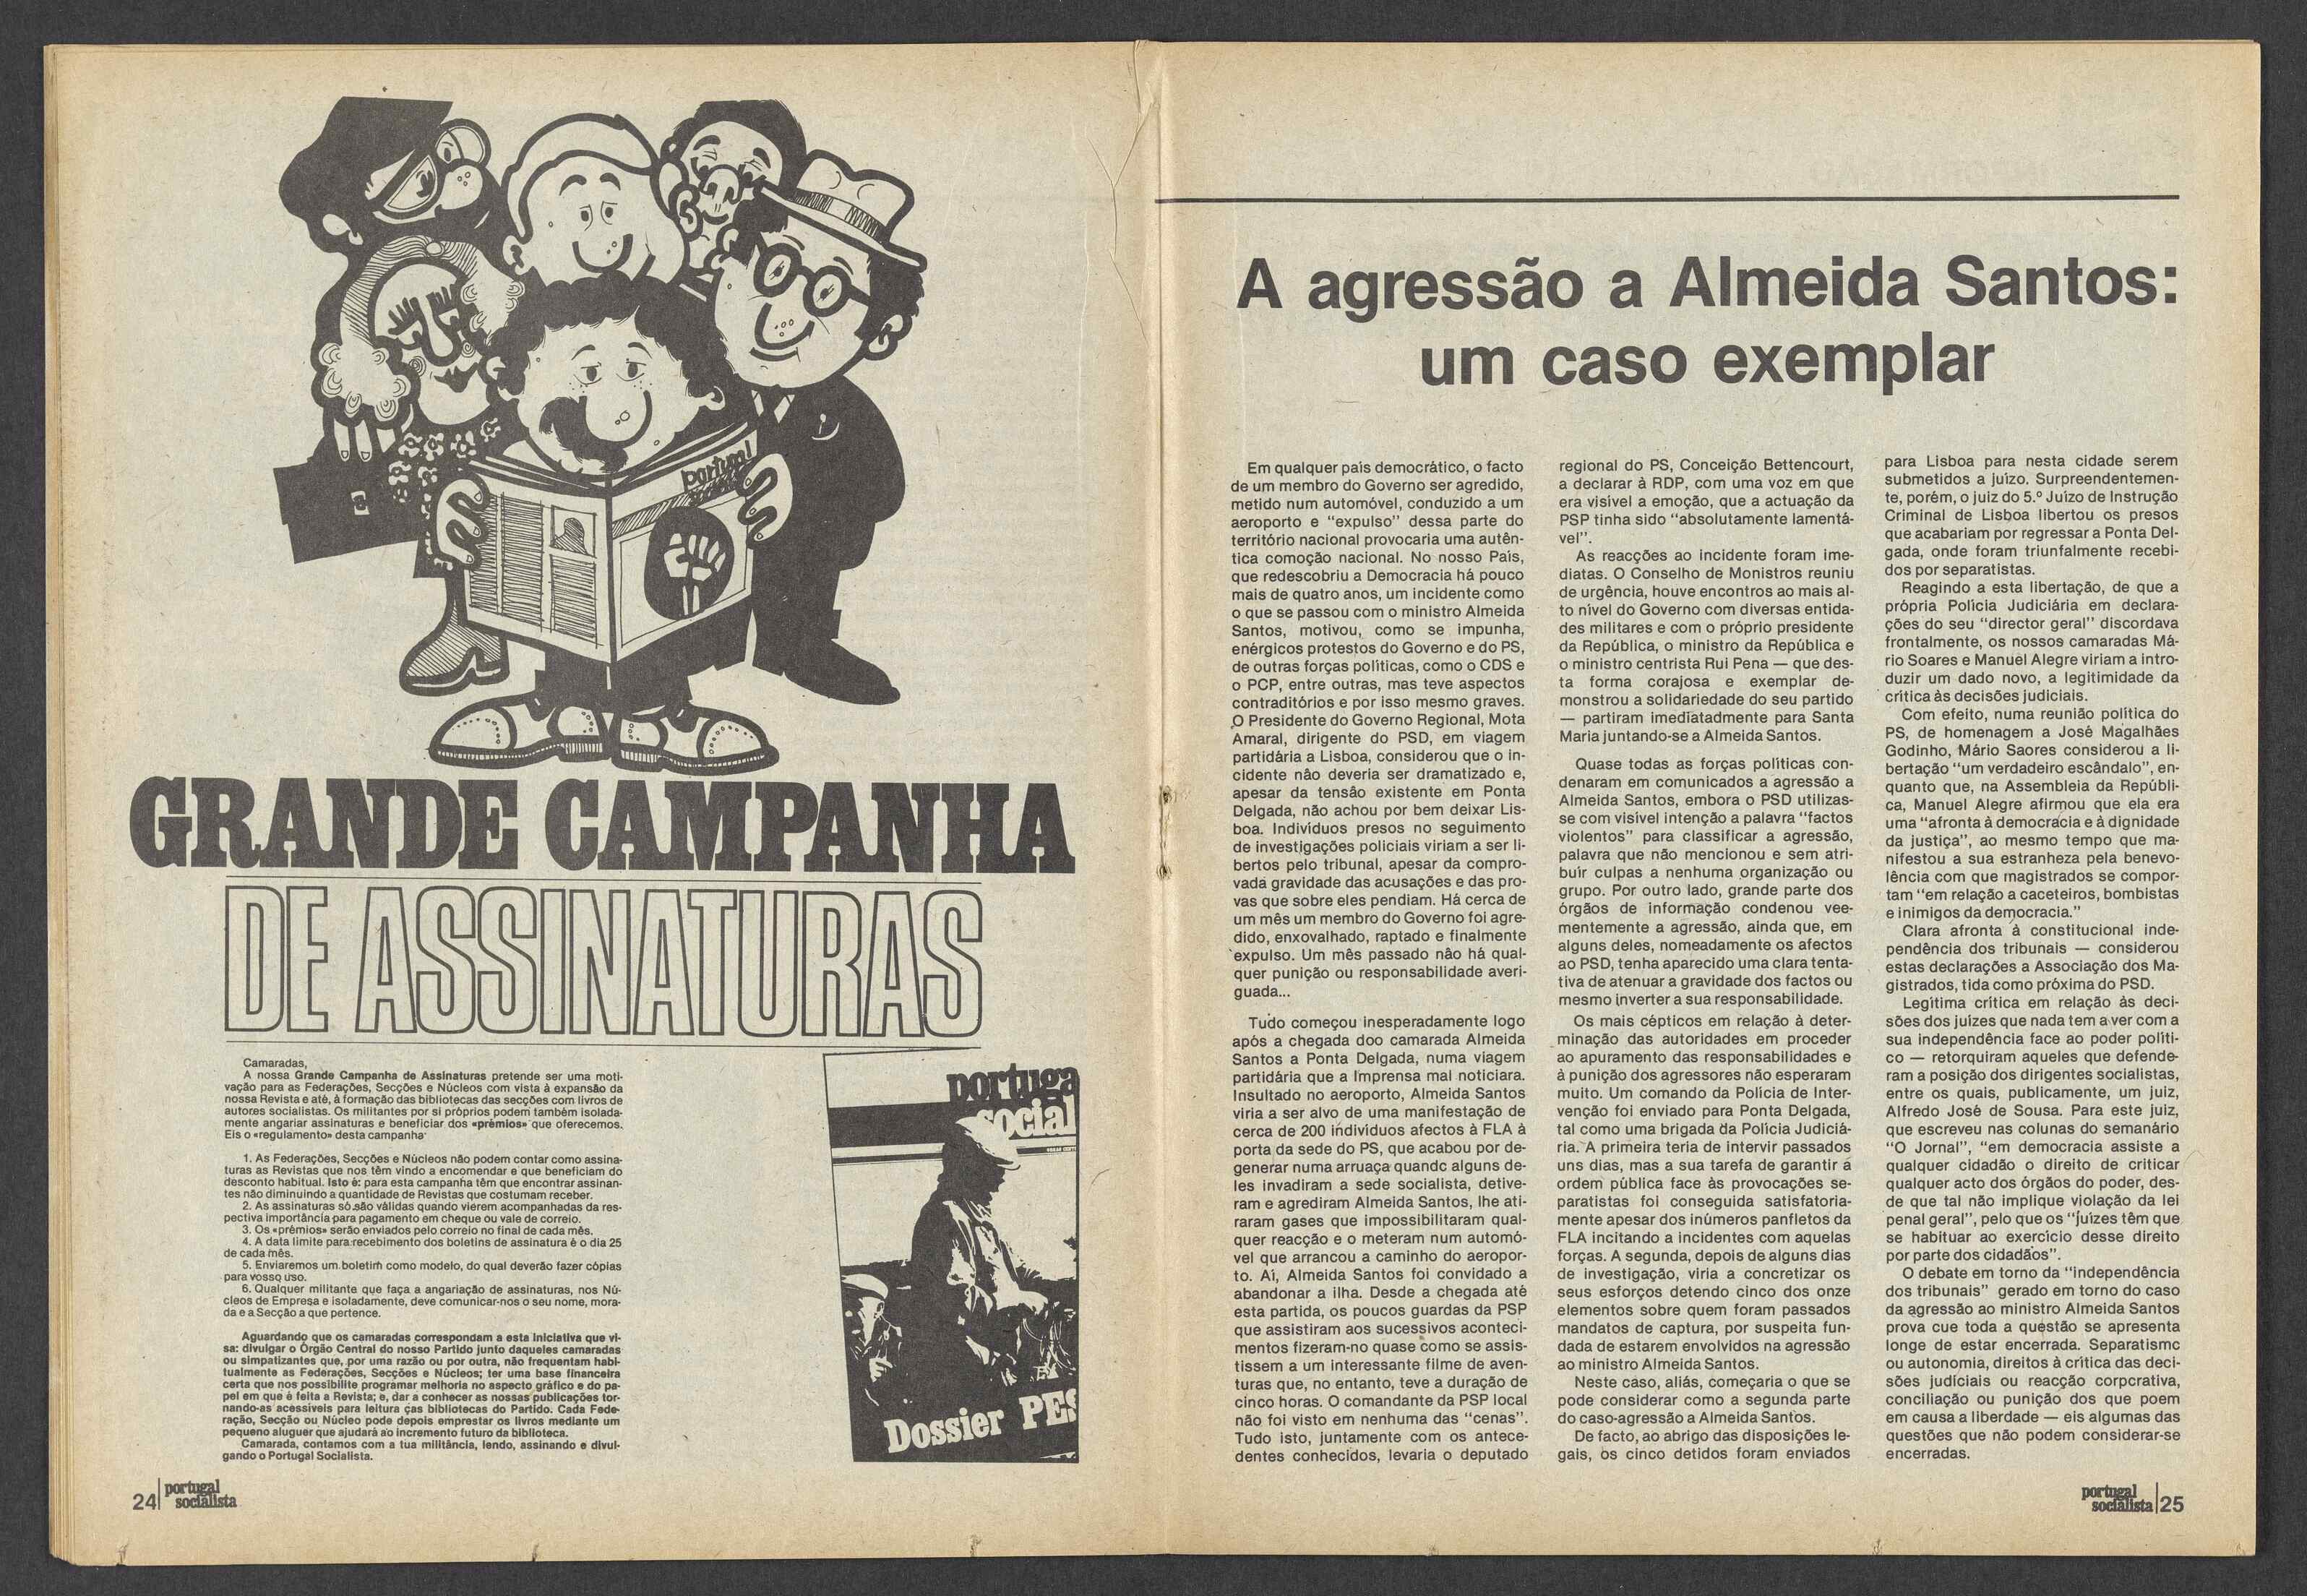 portugal
GRANDE CAMPANHA
DE ASSINATURAS
Camaradas,
A nossa Grande Campanha de Assinaturas pretende ser uma moti-
vação para as Federações, Secções e Núcleos com vista à expansão da
nossa Revista e até, à formação das bibliotecas das secções com livros de
autores socialistas. Os militantes por si próprios podem também isolada-
mente angariar assinaturas e beneficiar dos «prémios» que oferecemos.
Eis o «regulamento» desta campanha
1. As Federações, Secções e Núcleos não podem contar como assina-
turas as Revistas que nos têm vindo a encomendar e que beneficiam do
desconto habitual. Isto é: para esta campanha têm que encontrar assinan-
tes não diminuindo a quantidade de Revistas que costumam receber.
2. As assinaturas só são válidas quando vierem acompanhadas da res-
pectiva importância para pagamento em cheque ou vale de correio.
3. Os «prémios» serão enviados pelo correio no final de cada mês.
4. A data limite para recebimento dos boletins de assinatura é o dia 25
de cada mês.
5. Enviaremos um boletim como modelo, do qual deverão fazer cópias
para vosso uso.
6. Qualquer militante que faça a angariação de assinaturas, nos Nú-
cleos de Empresa e isoladamente, deve comunicar-nos o seu nome, mora-
da e a Secção a que pertence.
Aguardando que os camaradas correspondam a esta Iniciativa que vi-
sa: divulgar o Órgão Central do nosso Partido junto daqueles camaradas
ou simpatizantes que, por uma razão ou por outra, não frequentam habi-
tualmente as Federações, Secções e Núcleos; ter uma base financeira
certa que nos possibilite programar melhoria no aspecto gráfico e do pa-
pel em que é feita a Revista; e, dar a conhecer as nossas publicações tor-
nando-as acessíveis para leitura ças bibliotecas do Partido. Cada Fede-
ração, Secção ou Núcleo pode depois emprestar os livros mediante um
pequeno aluguer que ajudará ao incremento futuro da biblioteca.
Camarada, contamos com a tua militância, lendo, assinando e divul-
gando o Portugal Socialista.
portuga
social
Dossier PES
24 portugal
socialista
A agressão a Almeida Santos:
um caso exemplar
Em qualquer país democrático, o facto
de um membro do Governo ser agredido,
metido num automóvel, conduzido a um
aeroporto e "expulso" dessa parte do
território nacional provocaria uma autên-
tica comoção nacional. No nosso País,
que redescobriu a Democracia há pouco
mais de quatro anos, um incidente como
o que se passou com o ministro Almeida
Santos, motivou, como se impunha,
enérgicos protestos do Governo e do PS,
de outras forças políticas, como o CDS e
o PCP, entre outras, mas teve aspectos
contraditórios e por isso mesmo graves.
O Presidente do Governo Regional, Mota
Amaral, dirigente do PSD, em viagem
partidária a Lisboa, considerou que o in-
cidente não deveria ser dramatizado e,
apesar da tensão existente em Ponta
Delgada, não achou por bem deixar Lis-
boa. Indivíduos presos no seguimento
de investigações policiais viriam a ser li-
bertos pelo tribunal, apesar da compro-
vada gravidade das acusações e das pro-
vas que sobre eles pendiam. Há cerca de
um mês um membro do Governo foi agre-
dido, enxovalhado, raptado e finalmente
expulso. Um mês passado não há qual-
quer punição ou responsabilidade averi-
guada...
Tudo começou inesperadamente logo
após a chegada doo camarada Almeida
Santos a Ponta Delgada, numa viagem
partidária que a Imprensa mal noticiara.
Insultado no aeroporto, Almeida Santos
viria a ser alvo de uma manifestação de
cerca de 200 indivíduos afectos à FLA à
porta da sede do PS, que acabou por de-
generar numa arruaça quando alguns de-
les invadiram a sede socialista, detive-
ram e agrediram Almeida Santos, lhe ati-
raram gases que impossibilitaram qual-
quer reacção e o meteram num automó-
vel que arrancou a caminho do aeropor-
to. Aí, Almeida Santos foi convidado a
abandonar a ilha. Desde a chegada até
esta partida, os poucos guardas da PSP
que assistiram aos sucessivos aconteci-
mentos fizeram-no quase como se assis-
tissem a um interessante filme de aven-
turas que, no entanto, teve a duração de
cinco horas. O comandante da PSP local
não foi visto em nenhuma das "cenas".
Tudo isto, juntamente com os antece-
dentes conhecidos, levaria o deputado
regional do PS, Conceição Bettencourt,
a declarar à RDP, com uma voz em que
era visível a emoção, que a actuação da
PSP tinha sido "absolutamente lamentá-
vel".
As reacções ao incidente foram ime-
diatas. O Conselho de Monistros reuniu
de urgência, houve encontros ao mais al-
to nível do Governo com diversas entida-
des militares e com o próprio presidente
da República, o ministro da República e
o ministro centrista Rui Pena — que des-
ta forma corajosa e exemplar de-
monstrou a solidariedade do seu partido
— partiram imediatadmente para Santa
Maria juntando-se a Almeida Santos.
Quase todas as forças políticas con-
denaram em comunicados a agressão a
Almeida Santos, embora o PSD utilizas-
se com visível intenção a palavra "factos
violentos" para classificar a agressão,
palavra que não mencionou e sem atri-
buir culpas a nenhuma organização ou
grupo. Por outro lado, grande parte dos
órgãos de informação condenou vee-
mentemente a agressão, ainda que, em
alguns deles, nomeadamente os afectos
ao PSD, tenha aparecido uma clara tenta-
tiva de atenuar a gravidade dos factos ou
mesmo inverter a sua responsabilidade.
Os mais cépticos em relação à deter-
minação das autoridades em proceder
ao apuramento das responsabilidades e
à punição dos agressores não esperaram
muito. Um comando da Polícia de Inter-
venção foi enviado para Ponta Delgada,
tal como uma brigada da Polícia Judiciá-
ria. A primeira teria de intervir passados
uns dias, mas a sua tarefa de garantir a
ordem pública face às provocações se-
paratistas foi conseguida satisfatoria-
mente apesar dos inúmeros panfletos da
FLA incitando a incidentes com aquelas
forças. A segunda, depois de alguns dias
de investigação, viria a concretizar os
seus esforços detendo cinco dos onze
elementos sobre quem foram passados
mandatos de captura, por suspeita fun-
dada de estarem envolvidos na agressão
ao ministro Almeida Santos.
Neste caso, aliás, começaria o que se
pode considerar como a segunda parte
do caso-agressão a Almeida Santos.
De facto, ao abrigo das disposições le-
gais, os cinco detidos foram enviados
para Lisboa para nesta cidade serem
submetidos a juízo. Surpreendentemen-
te, porém, o juiz do 5.º Juízo de Instrução
Criminal de Lisboa libertou os presos
que acabariam por regressar a Ponta Del-
gada, onde foram triunfalmente recebi-
dos por separatistas.
Reagindo a esta libertação, de que a
própria Polícia Judiciária em declara-
ções do seu "director geral" discordava
frontalmente, os nossos camaradas Má-
rio Soares e Manuel Alegre viriam a intro-
duzir um dado novo, a legitimidade da
crítica às decisões judiciais.
Com efeito, numa reunião política do
PS, de homenagem a José Magalhães
Godinho, Mário Saores considerou a li-
bertação "um verdadeiro escândalo", en-
quanto que, na Assembleia da Repúbli-
ca, Manuel Alegre afirmou que ela era
uma "afronta à democracia e à dignidade
da justiça", ao mesmo tempo que ma-
nifestou a sua estranheza pela benevo-
lência com que magistrados se compor-
tam "em relação a caceteiros, bombistas
e inimigos da democracia."
Clara afronta à constitucional inde-
pendência dos tribunais — considerou
estas declarações a Associação dos Ma-
gistrados, tida como próxima do PSD.
Legítima crítica em relação às deci-
sões dos juízes que nada tem a ver com a
sua independência face ao poder políti-
co — retorquiram aqueles que defende-
ram a posição dos dirigentes socialistas,
entre os quais, publicamente, um juiz,
Alfredo José de Sousa. Para este juiz,
que escreveu nas colunas do semanário
"O Jornal", "em democracia assiste a
qualquer cidadão o direito de criticar
qualquer acto dos órgãos do poder, des-
de que tal não implique violação da lei
penal geral", pelo que os "juízes têm que
se habituar ao exercício desse direito
por parte dos cidadãos".
O debate em torno da "independência
dos tribunais" gerado em torno do caso
da agressão ao ministro Almeida Santos
prova cue toda a questão se apresenta
longe de estar encerrada. Separatismc
ou autonomia, direitos à crítica das deci-
sões judiciais ou reacção corpcrativa,
conciliação ou punição dos que poem
em causa a liberdade — eis algumas das
questões que não podem considerar-se
encerradas.
portugal
socialista 25